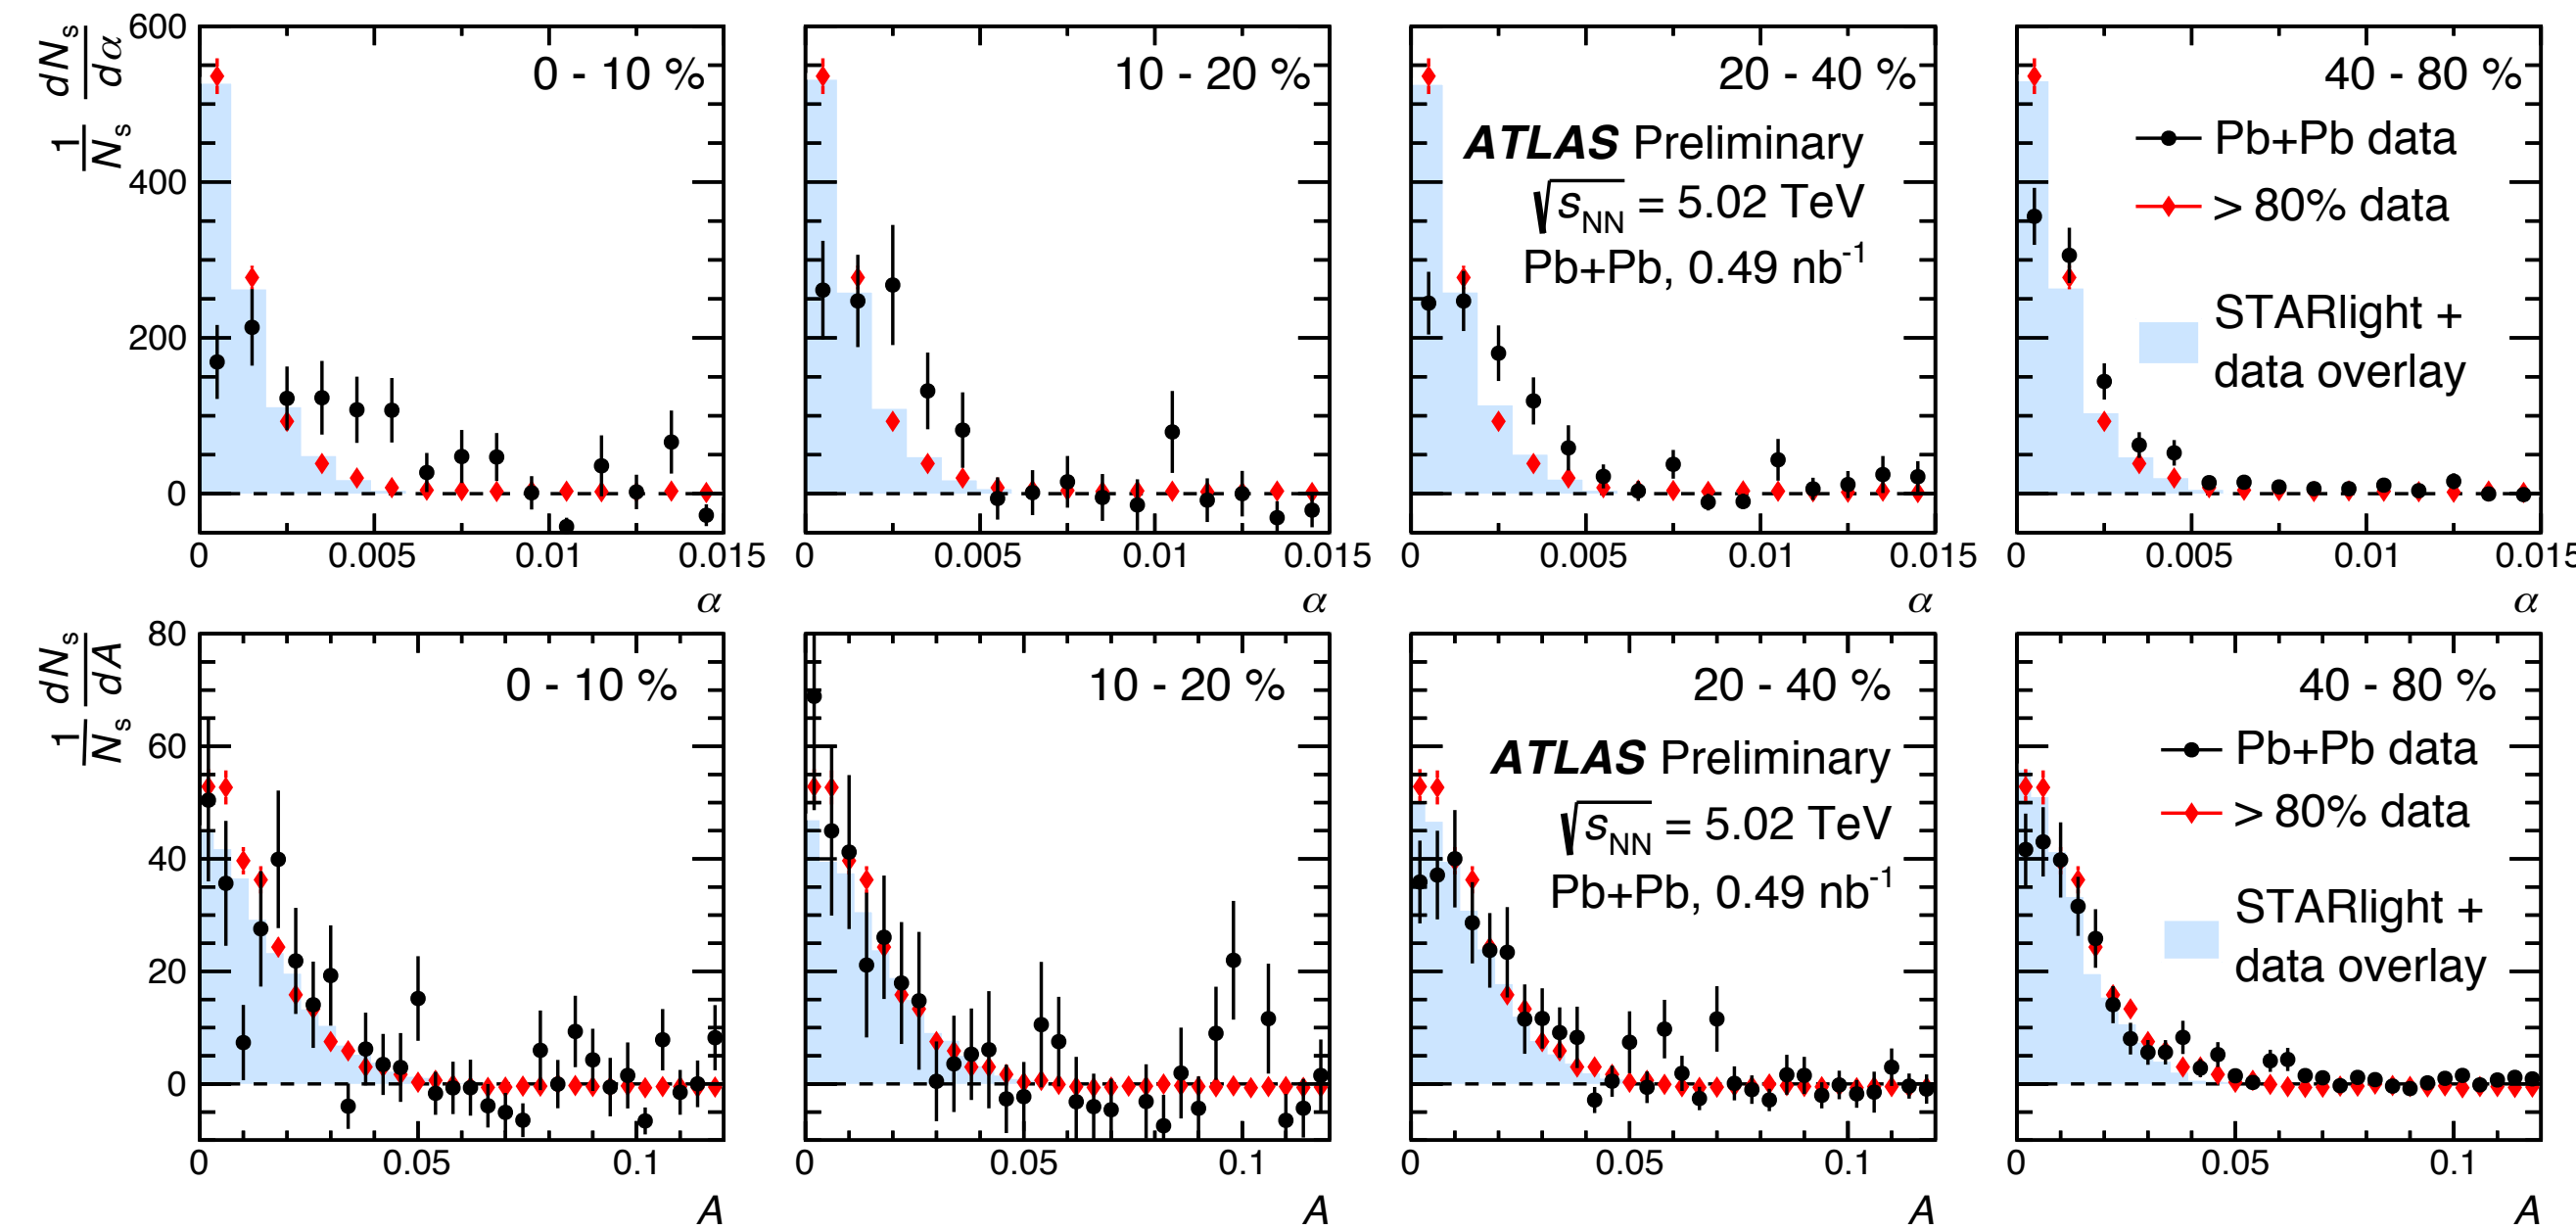 1/N_s dN_s/dα
600
400
200
0
0 - 10 %
10 - 20 %
20 - 40 %
ATLAS Preliminary
√s_NN = 5.02 TeV
Pb+Pb, 0.49 nb⁻¹
40 - 80 %
Pb+Pb data
> 80% data
STARlight +
data overlay
0 0.005 0.01 0.015
0 0.005 0.01 0.015
0 0.005 0.01 0.015
0 0.005 0.01 0.015
α α α α
1/N_s dN_s/dA
80
60
40
20
0
0 - 10 %
10 - 20 %
20 - 40 %
ATLAS Preliminary
√s_NN = 5.02 TeV
Pb+Pb, 0.49 nb⁻¹
40 - 80 %
Pb+Pb data
> 80% data
STARlight +
data overlay
0 0.05 0.1
0 0.05 0.1
0 0.05 0.1
0 0.05 0.1
A A A A